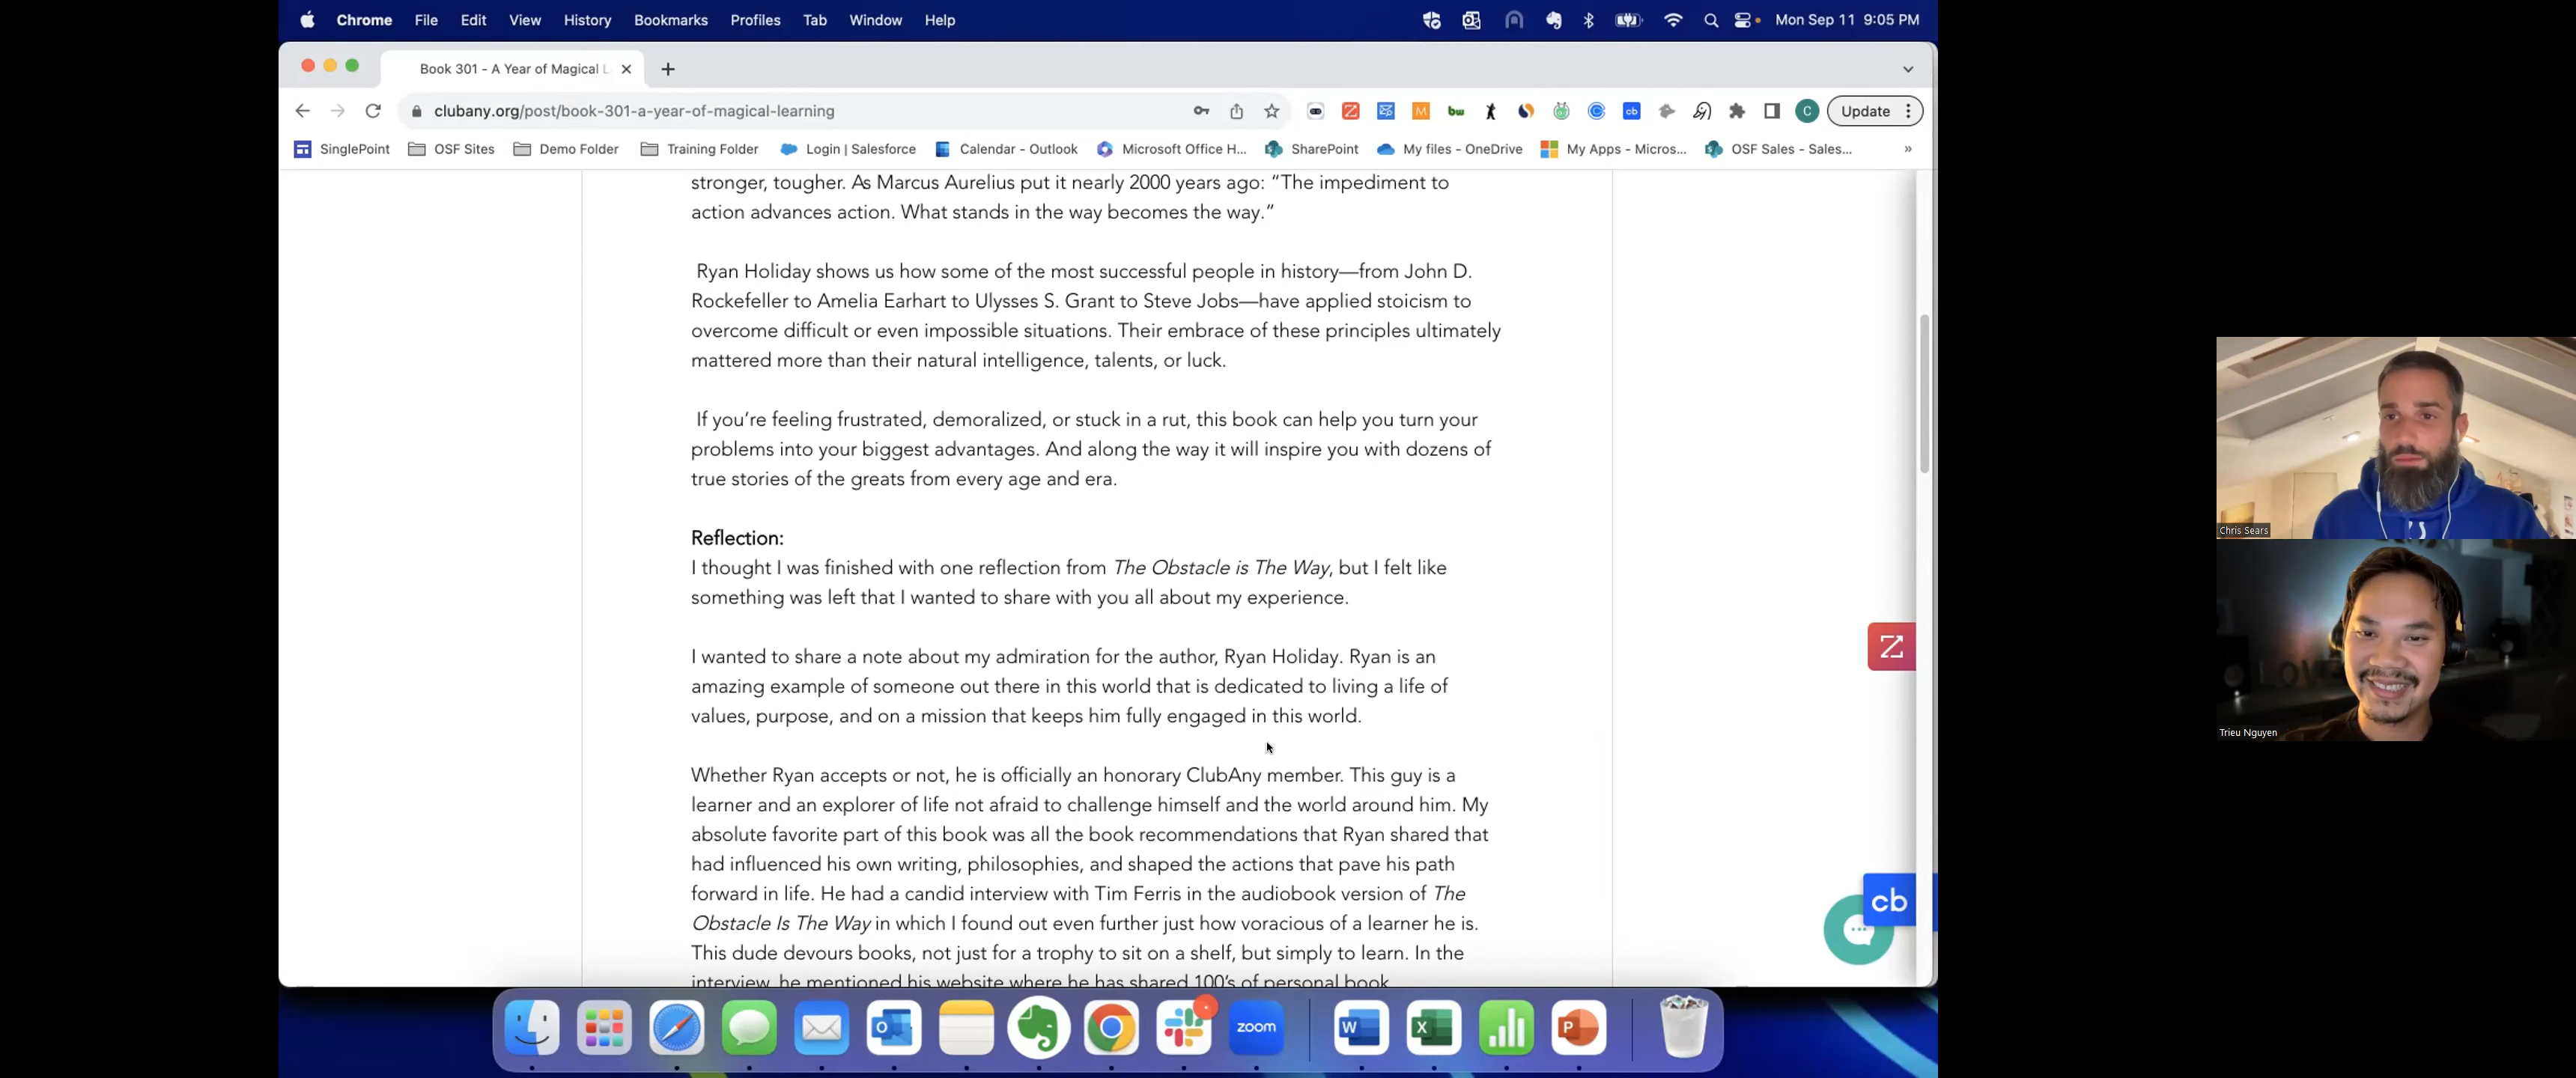 Chrome File Edit View History Bookmarks Profiles Tab Window Help Mon Sep 11 9:05 PM
Book 301 - A Year of Magical L
clubany.org/post/book-301-a-year-of-magical-learning
M bw cb C Update
SinglePoint OSF Sites Demo Folder Training Folder Login | Salesforce Calendar - Outlook Microsoft Office H... SharePoint My files - OneDrive My Apps - Micros... OSF Sales - Sales... »
stronger, tougher. As Marcus Aurelius put it nearly 2000 years ago: “The impediment to
action advances action. What stands in the way becomes the way.”
Ryan Holiday shows us how some of the most successful people in history—from John D.
Rockefeller to Amelia Earhart to Ulysses S. Grant to Steve Jobs—have applied stoicism to
overcome difficult or even impossible situations. Their embrace of these principles ultimately
mattered more than their natural intelligence, talents, or luck.
If you’re feeling frustrated, demoralized, or stuck in a rut, this book can help you turn your
problems into your biggest advantages. And along the way it will inspire you with dozens of
true stories of the greats from every age and era.
Reflection:
I thought I was finished with one reflection from The Obstacle is The Way, but I felt like
something was left that I wanted to share with you all about my experience.
I wanted to share a note about my admiration for the author, Ryan Holiday. Ryan is an
amazing example of someone out there in this world that is dedicated to living a life of
values, purpose, and on a mission that keeps him fully engaged in this world.
Whether Ryan accepts or not, he is officially an honorary ClubAny member. This guy is a
learner and an explorer of life not afraid to challenge himself and the world around him. My
absolute favorite part of this book was all the book recommendations that Ryan shared that
had influenced his own writing, philosophies, and shaped the actions that pave his path
forward in life. He had a candid interview with Tim Ferris in the audiobook version of The
Obstacle Is The Way in which I found out even further just how voracious of a learner he is.
This dude devours books, not just for a trophy to sit on a shelf, but simply to learn. In the
interview, he mentioned his website where he has shared 100’s of personal book
cb
zoom
W
X
P
Chris Sears
LOVE
Trieu Nguyen